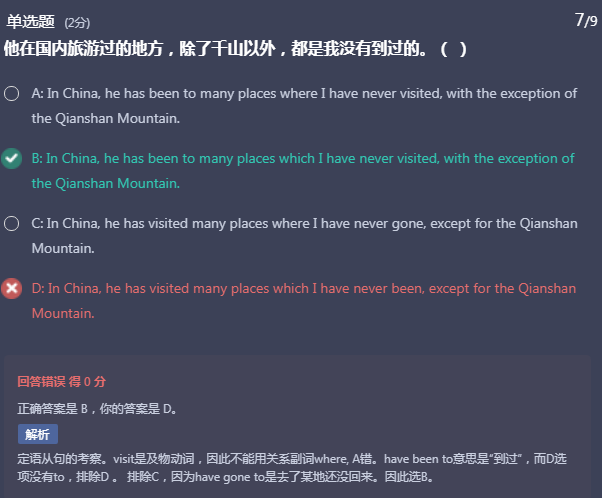 单选题 (2分) 7/9
他在国内旅游过的地方，除了千山以外，都是我没有到过的。（ ）
A: In China, he has been to many places where I have never visited, with the exception of
the Qianshan Mountain.
B: In China, he has been to many places which I have never visited, with the exception of
the Qianshan Mountain.
C: In China, he has visited many places where I have never gone, except for the Qianshan
Mountain.
D: In China, he has visited many places which I have never been, except for the Qianshan
Mountain.
回答错误 得 0 分
正确答案是 B，你的答案是 D。
解析
定语从句的考察。visit是及物动词，因此不能用关系副词where, A错。have been to意思是“到过”，而D选
项没有to，排除D 。 排除C，因为have gone to是去了某地还没回来。因此选B。